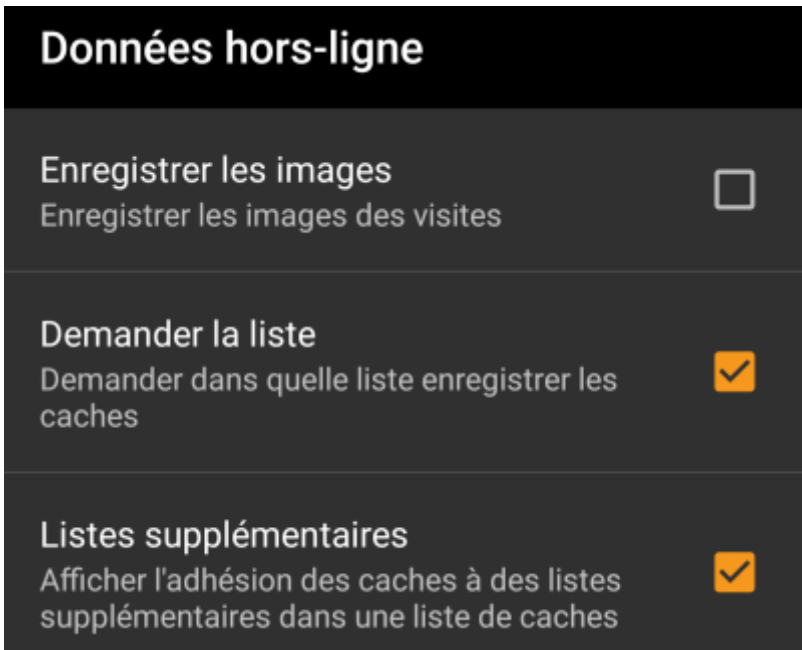 Données hors-ligne
Enregistrer les images
Enregistrer les images des visites
Demander la liste
Demander dans quelle liste enregistrer les
caches
Listes supplémentaires
Afficher l'adhésion des caches à des listes
supplémentaires dans une liste de caches